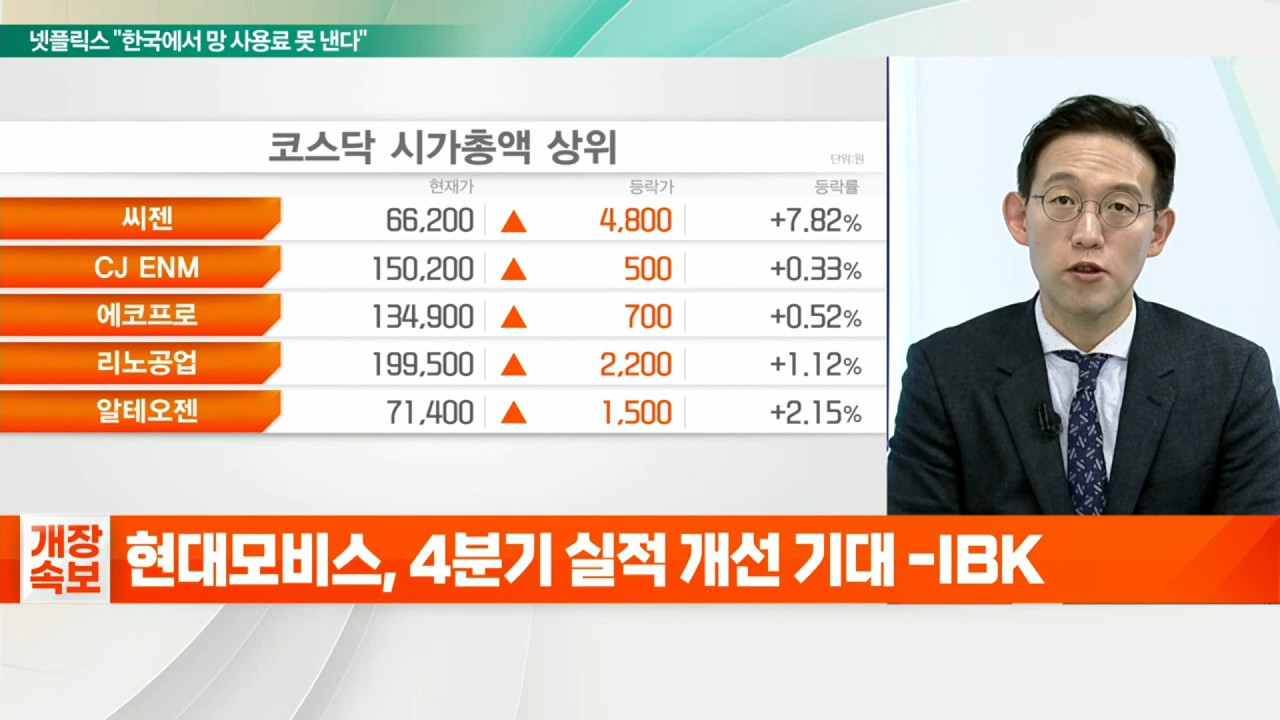 넷플릭스 "한국에서 망 사용료 못 낸다"
코스닥 시가총액 상위
단위:원
현재가 등락가 등락률
씨젠 66,200 ▲ 4,800 +7.82%
CJ ENM 150,200 ▲ 500 +0.33%
에코프로 134,900 ▲ 700 +0.52%
리노공업 199,500 ▲ 2,200 +1.12%
알테오젠 71,400 ▲ 1,500 +2.15%
개장
속보
현대모비스, 4분기 실적 개선 기대 -IBK